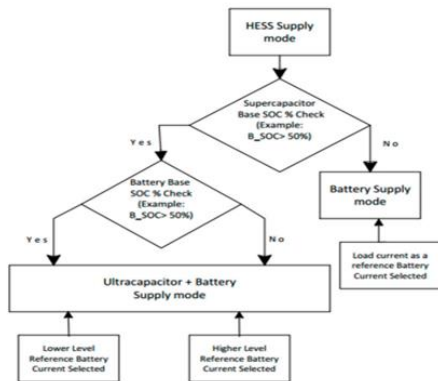 HESS Supply
mode
Supercapacitor
Base SOC % Check
(Example:
B_SOC> 50%)
Yes
No
Battery Base
SOC % Check
(Example:
B_SOC> 50%)
Battery Supply
mode
Yes
No
Load current as a
reference Battery
Current Selected
Ultracapacitor + Battery
Supply mode
Lower Level
Reference Battery
Current Selected
Higher Level
Reference Battery
Current Selected